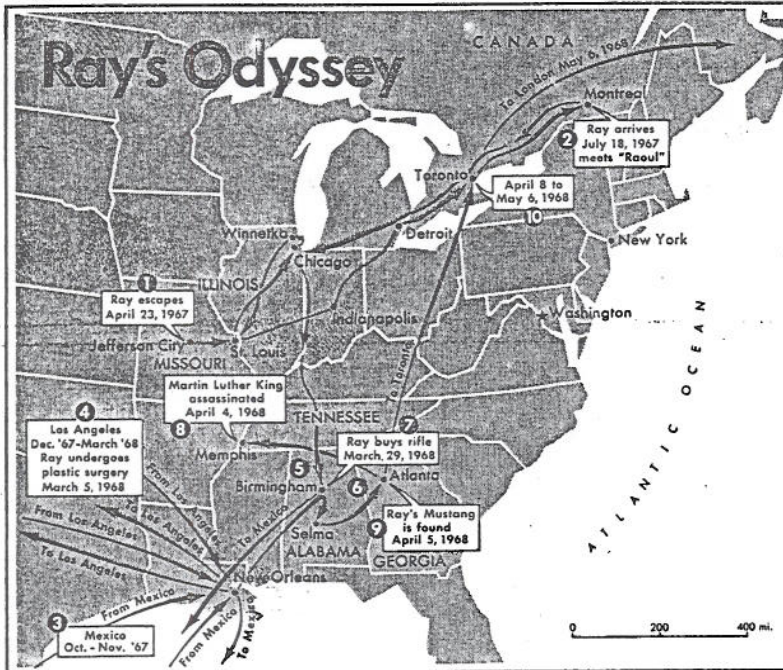 Ray's Odyssey
CANADA
To London May 6, 1968
Montreal
2
Ray arrives
July 18, 1967
meets "Raoul"
Toronto
April 8 to
May 6, 1968
10
Winnetka
Chicago
Detroit
New York
1
ILLINOIS
Ray escapes
April 23, 1967
Indianapolis
Washington
Jefferson City
St. Louis
MISSOURI
To Toronto
Martin Luther King
assassinated
April 4, 1968
8
TENNESSEE
Memphis
4
Los Angeles
Dec. '67-March '68
Ray undergoes
plastic surgery
March 5, 1968
7
Ray buys rifle
March, 29, 1968
5
Birmingham
6
Atlanta
9
Ray's Mustang
is found
April 5, 1968
Selma
ALABAMA
GEORGIA
ATLANTIC OCEAN
From Los Angeles
To Los Angeles
From Los Angeles
To Los Angeles
To Mexico
New Orleans
From Mexico
3
Mexico
Oct. - Nov. '67
From Mexico
To Mexico
0 200 400 mi.